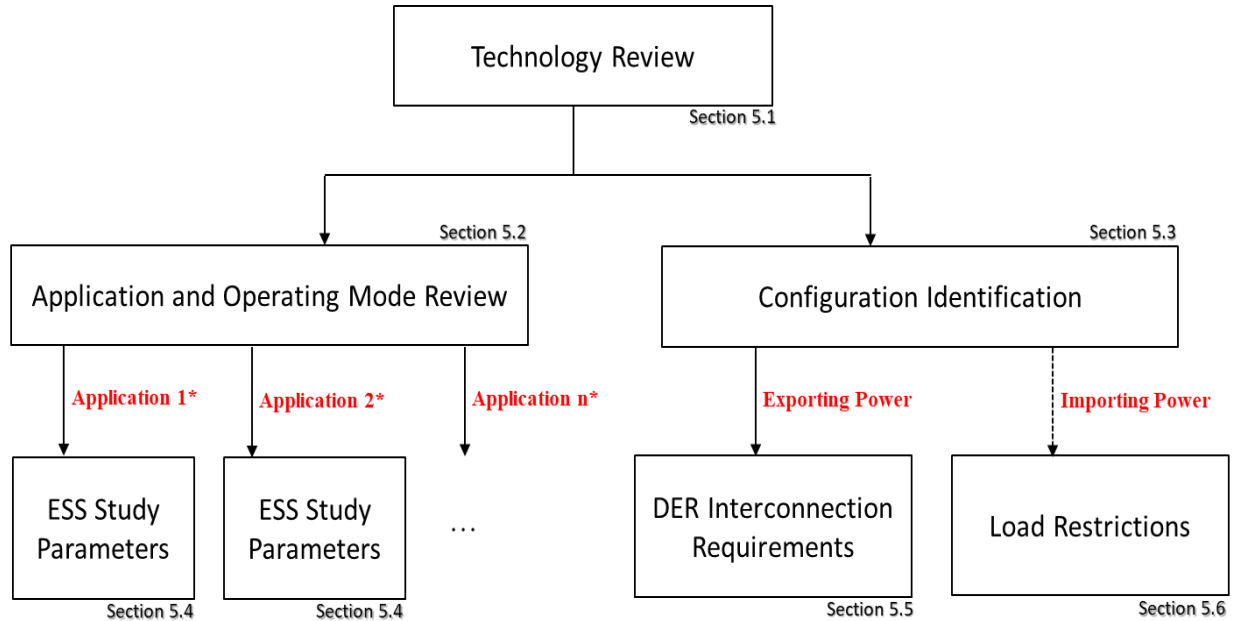 Technology Review
Section 5.1
Section 5.2
Section 5.3
Application and Operating Mode Review
Configuration Identification
Application 1*
Application 2*
Application n*
Exporting Power
Importing Power
ESS Study
Parameters
ESS Study
Parameters
...
DER Interconnection
Requirements
Load Restrictions
Section 5.4
Section 5.4
Section 5.5
Section 5.6